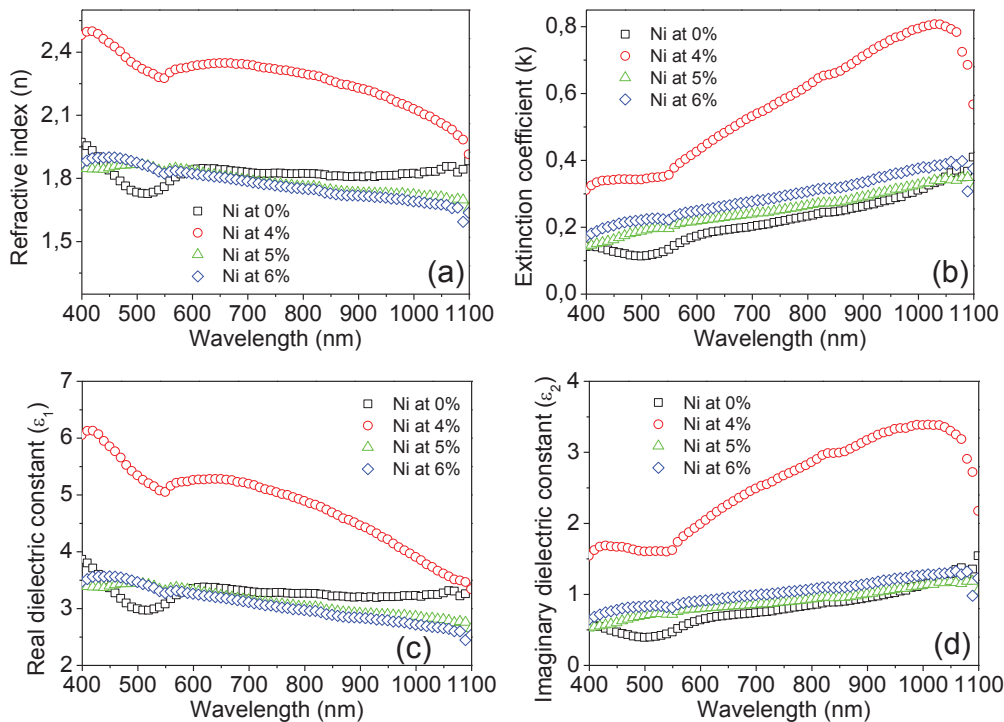 2,4
2,1
1,8
1,5
Refractive index (n)
Ni at 0%
Ni at 4%
Ni at 5%
Ni at 6%
(a)
400 500 600 700 800 900 1000 1100
Wavelength (nm)
0,8
0,6
0,4
0,2
0,0
Extinction coefficient (k)
Ni at 0%
Ni at 4%
Ni at 5%
Ni at 6%
(b)
400 500 600 700 800 900 1000 1100
Wavelength (nm)
7
6
5
4
3
2
Real dielectric constant (ε₁)
Ni at 0%
Ni at 4%
Ni at 5%
Ni at 6%
(c)
400 500 600 700 800 900 1000 1100
Wavelength (nm)
4
3
2
1
0
Imaginary dielectric constant (ε₂)
Ni at 0%
Ni at 4%
Ni at 5%
Ni at 6%
(d)
400 500 600 700 800 900 1000 1100
Wavelength (nm)